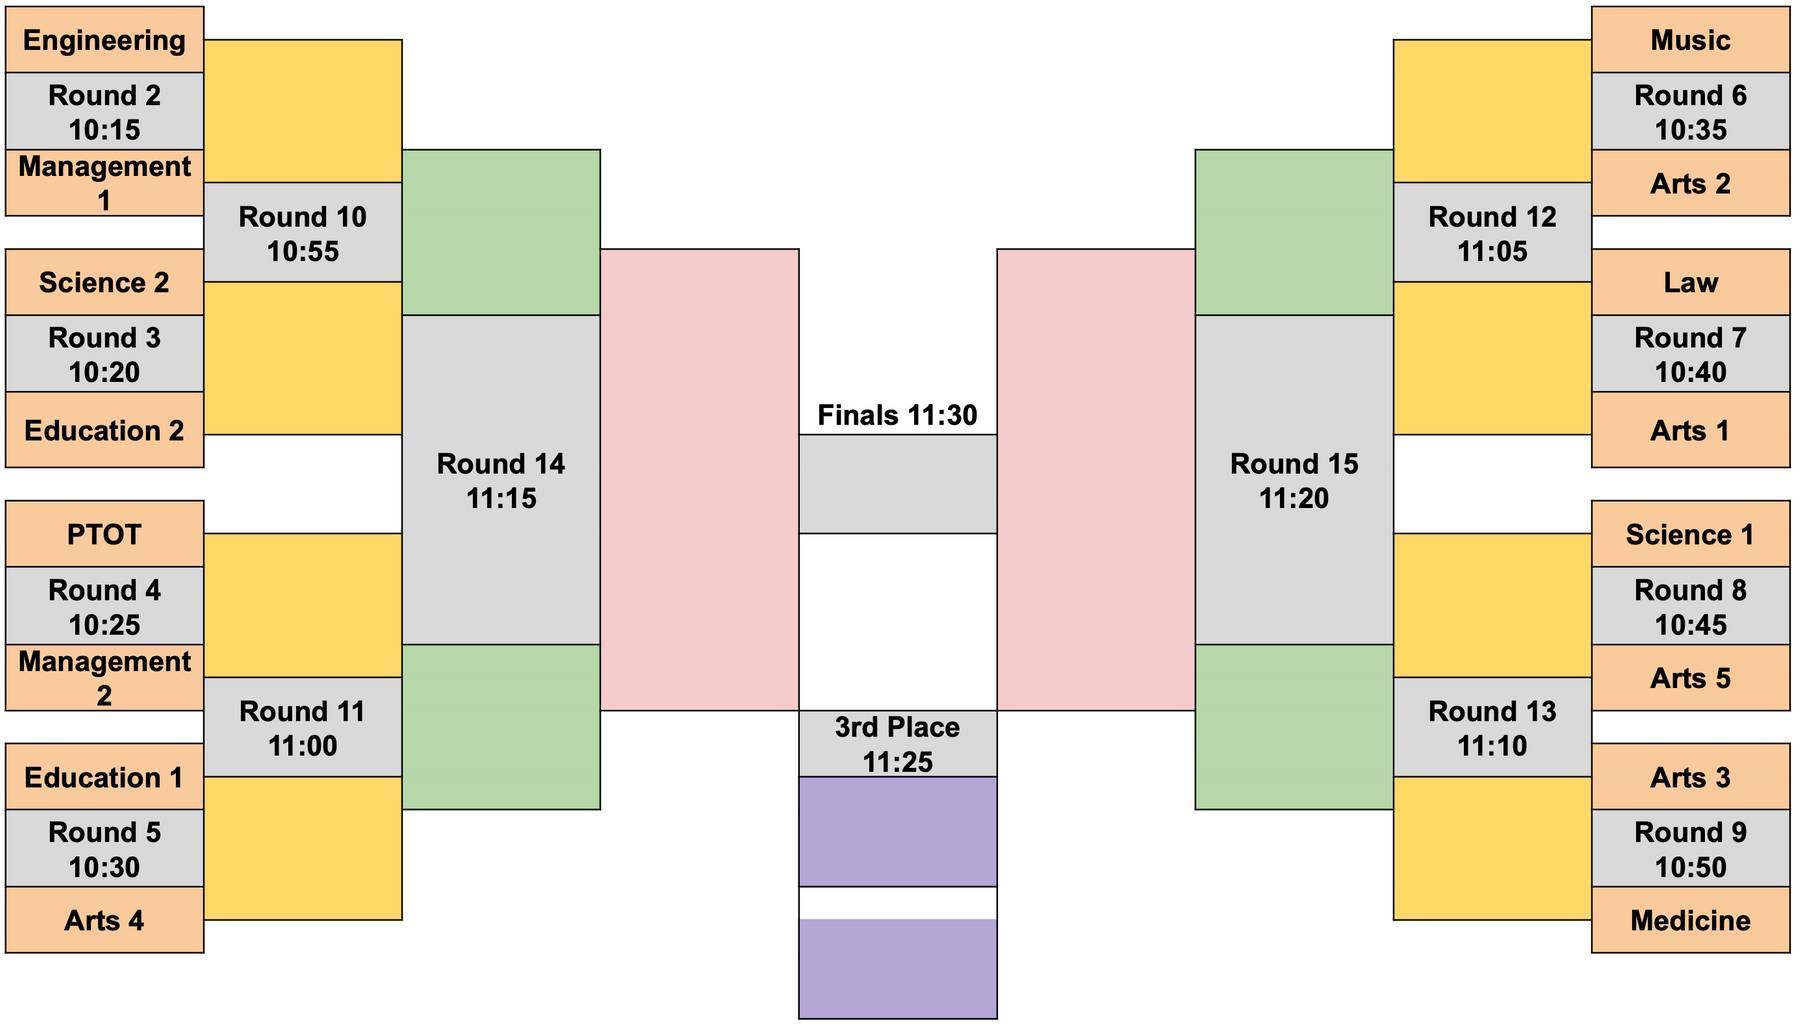 Engineering
Round 2
10:15
Management
1
Science 2
Round 3
10:20
Education 2
PTOT
Round 4
10:25
Management
2
Education 1
Round 5
10:30
Arts 4
Round 10
10:55
Round 11
11:00
Round 14
11:15
Finals 11:30
3rd Place
11:25
Round 15
11:20
Round 12
11:05
Round 13
11:10
Music
Round 6
10:35
Arts 2
Law
Round 7
10:40
Arts 1
Science 1
Round 8
10:45
Arts 5
Arts 3
Round 9
10:50
Medicine